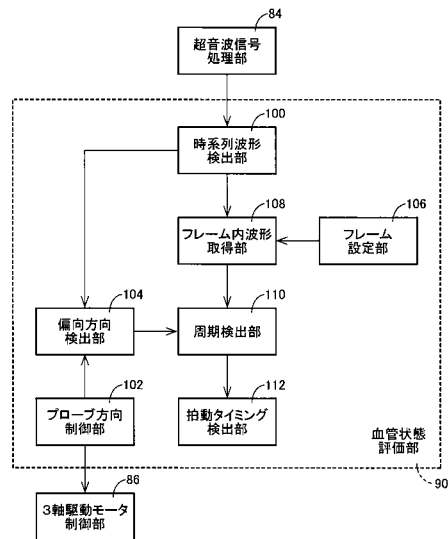 84
超音波信号
処理部
100
時系列波形
検出部
108
フレーム内波形
取得部
106
フレーム
設定部
104
偏向方向
検出部
110
周期検出部
102
プローブ方向
制御部
112
拍動タイミング
検出部
血管状態
評価部
90
86
3軸駆動モータ
制御部